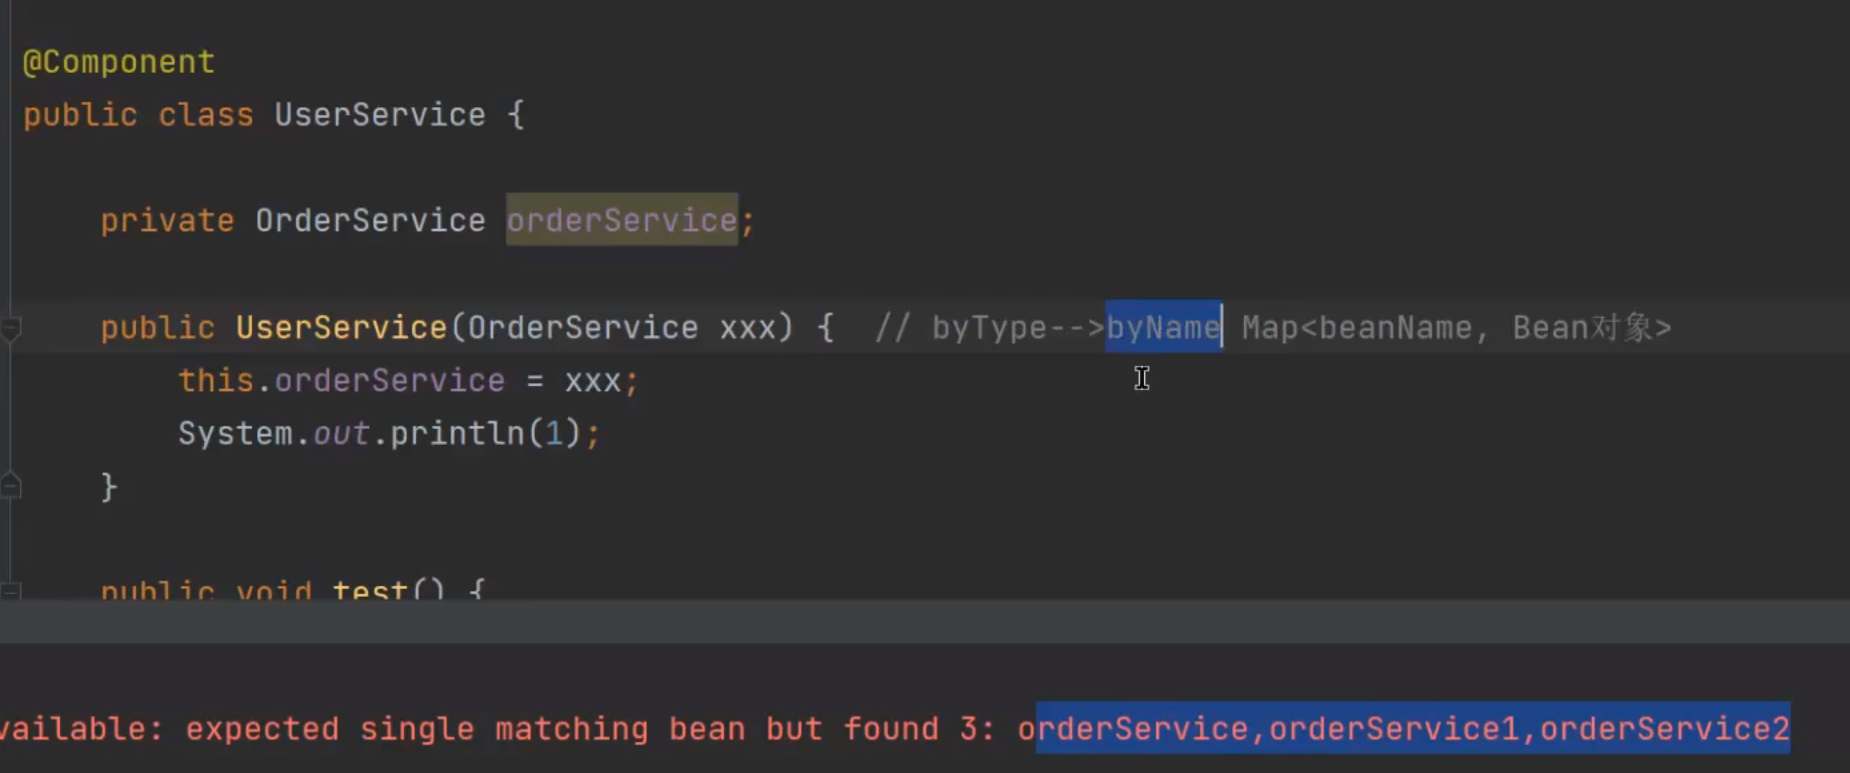 @Component
public class UserService {
private OrderService orderService;
public UserService(OrderService xxx) {  // byType-->byName Map<beanName, Bean对象>
this.orderService = xxx;
System.out.println(1);
}
public void test() {
vailable: expected single matching bean but found 3: orderService,orderService1,orderService2